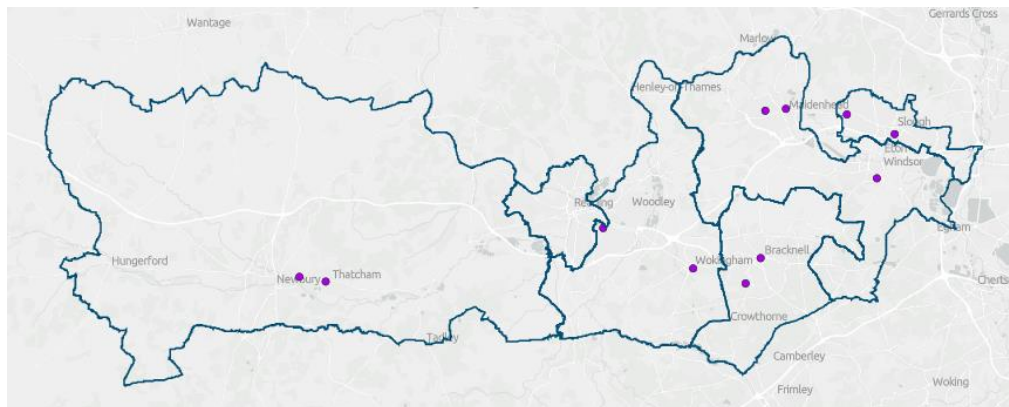 Wantage
Gerrards Cross
Marlow
Henley-on-Thames
Maidenhead
Slough
Eton
Windsor
Reading
Woodley
Egham
Hungerford
Newbury
Thatcham
Wokingham
Bracknell
Cherts
Crowthorne
Tadley
Camberley
Frimley
Woking